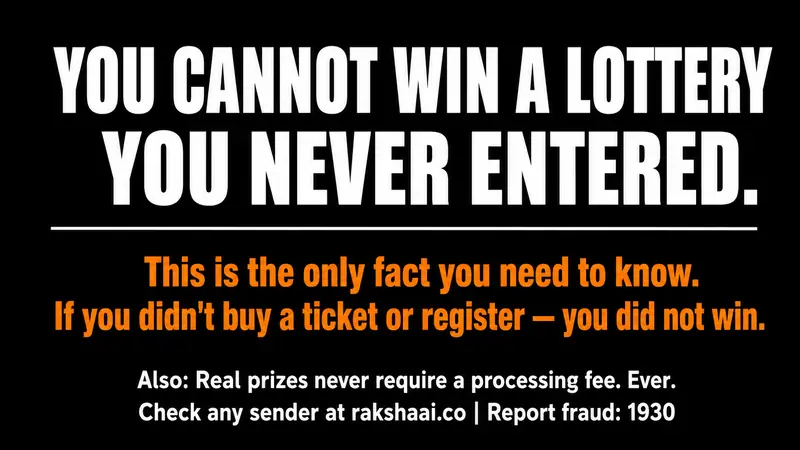 YOU CANNOT WIN A LOTTERY
YOU NEVER ENTERED.
This is the only fact you need to know.
If you didn't buy a ticket or register — you did not win.
Also: Real prizes never require a processing fee. Ever.
Check any sender at rakshaai.co | Report fraud: 1930